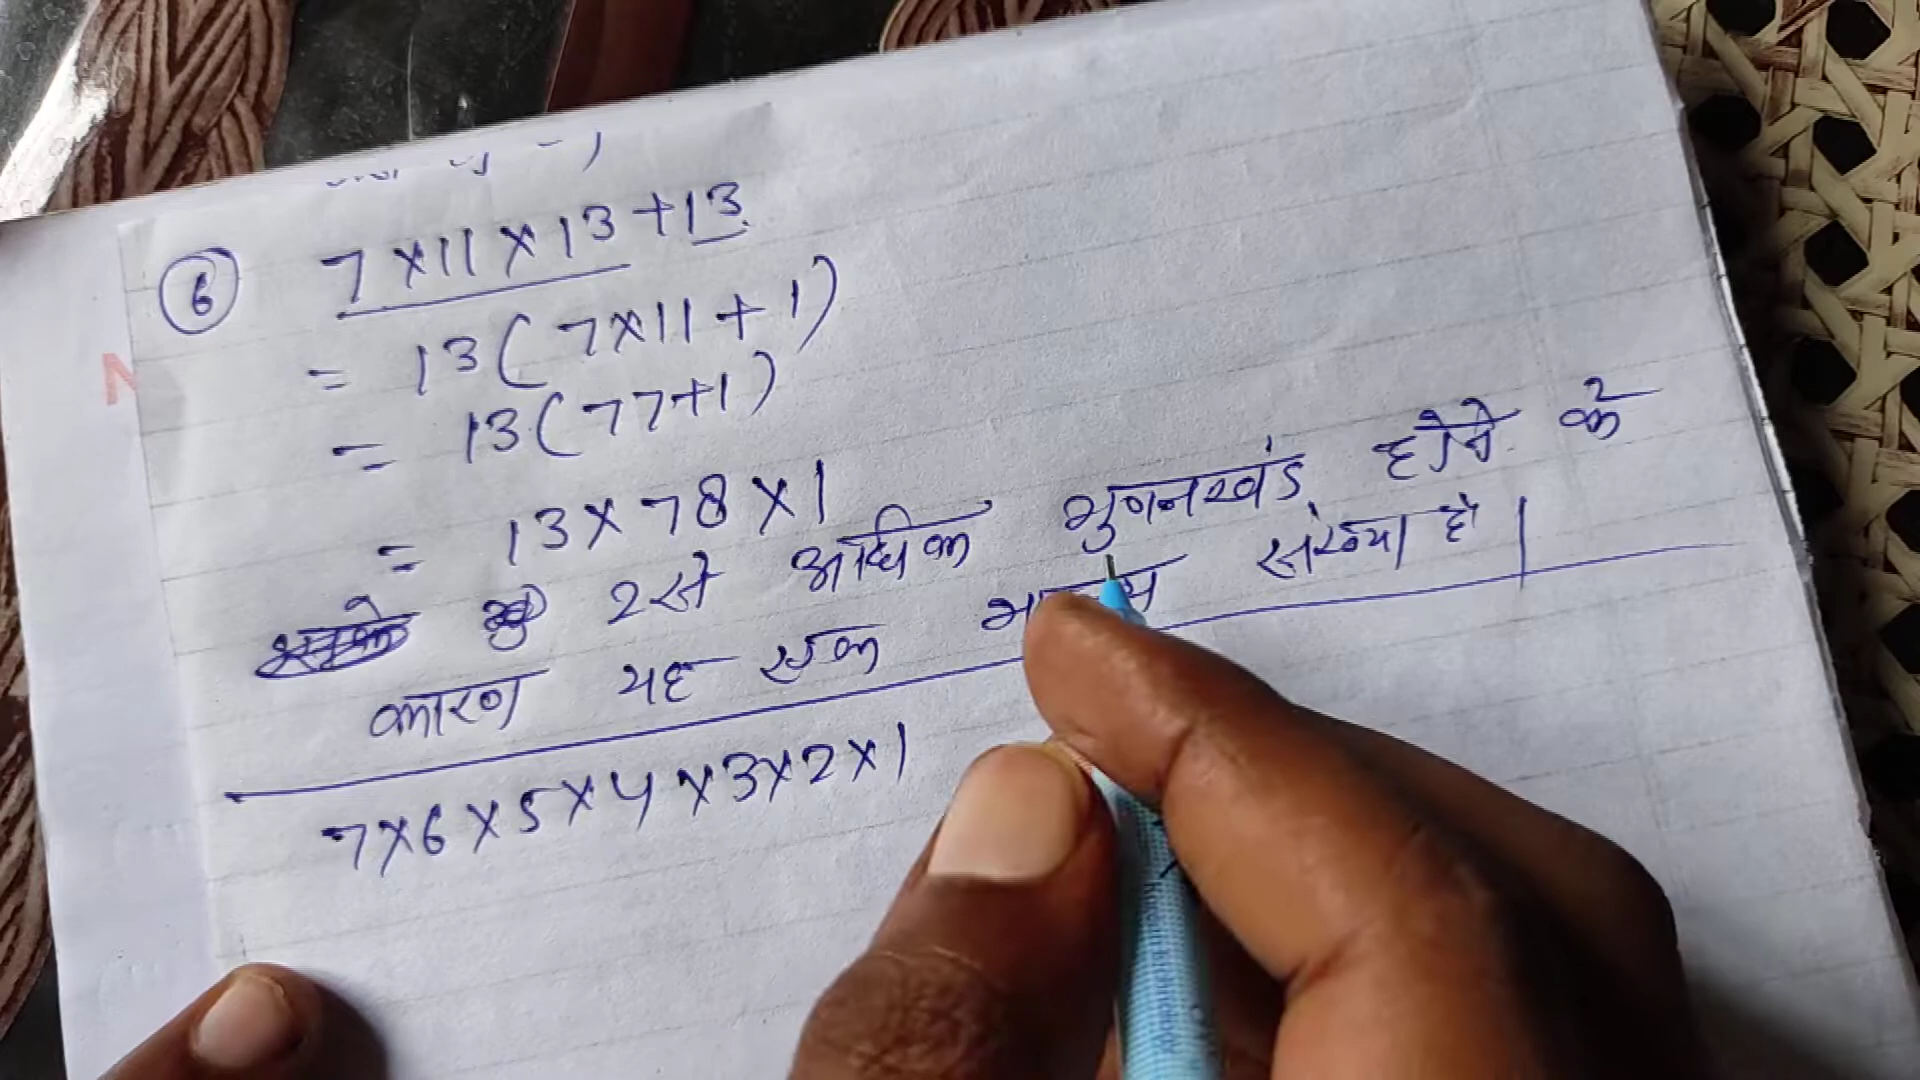 6 7×11×13+13
= 13(7×11+1)
= 13(77+1)
= 13×78×1
2 से अधिक गुणनखंड होने के
कारण यह एक संख्या है।
7×6×5×4×3×2×1